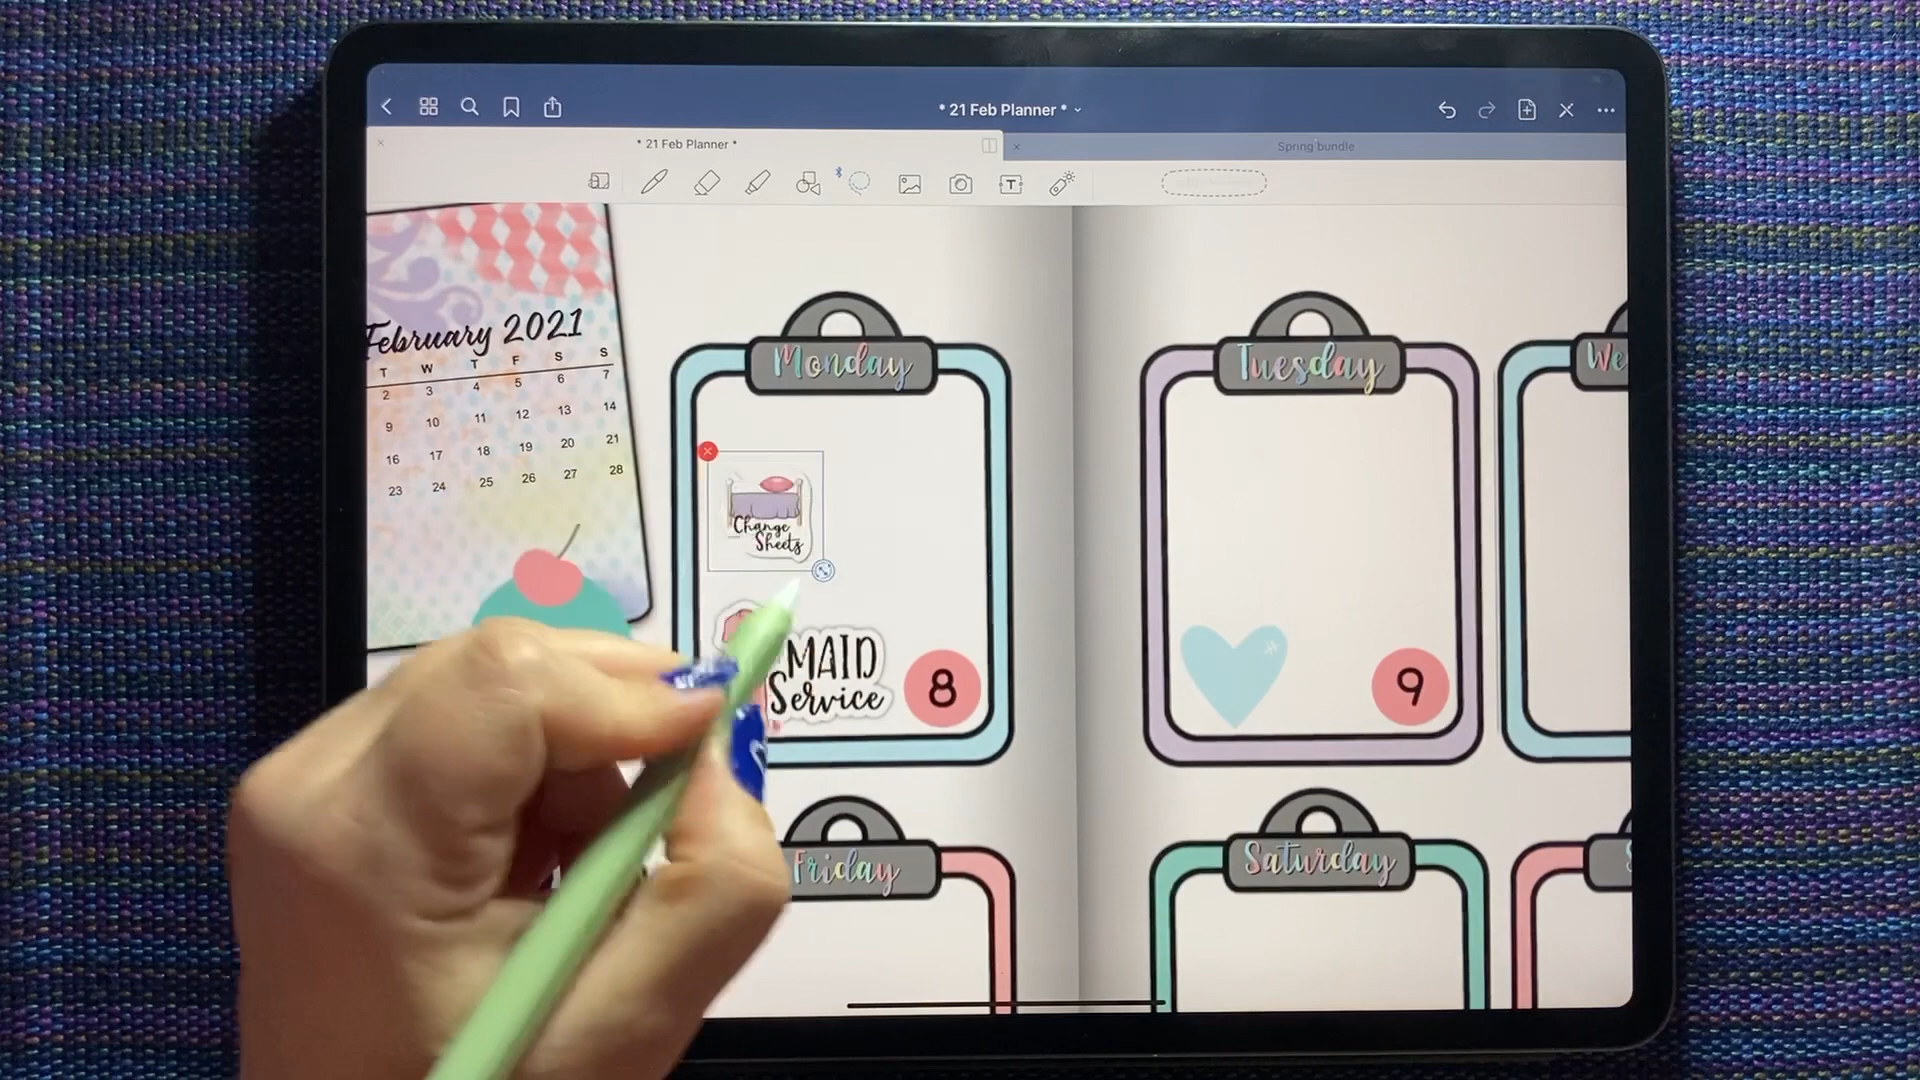 * 21 Feb Planner *
* 21 Feb Planner *
Spring bundle
T
February 2021
T W T F S S
2 3 4 5 6 7
9 10 11 12 13 14
16 17 18 19 20 21
23 24 25 26 27 28
Monday
Change
Sheets
MAID
Service
8
Tuesday
9
We
Friday
Saturday
S